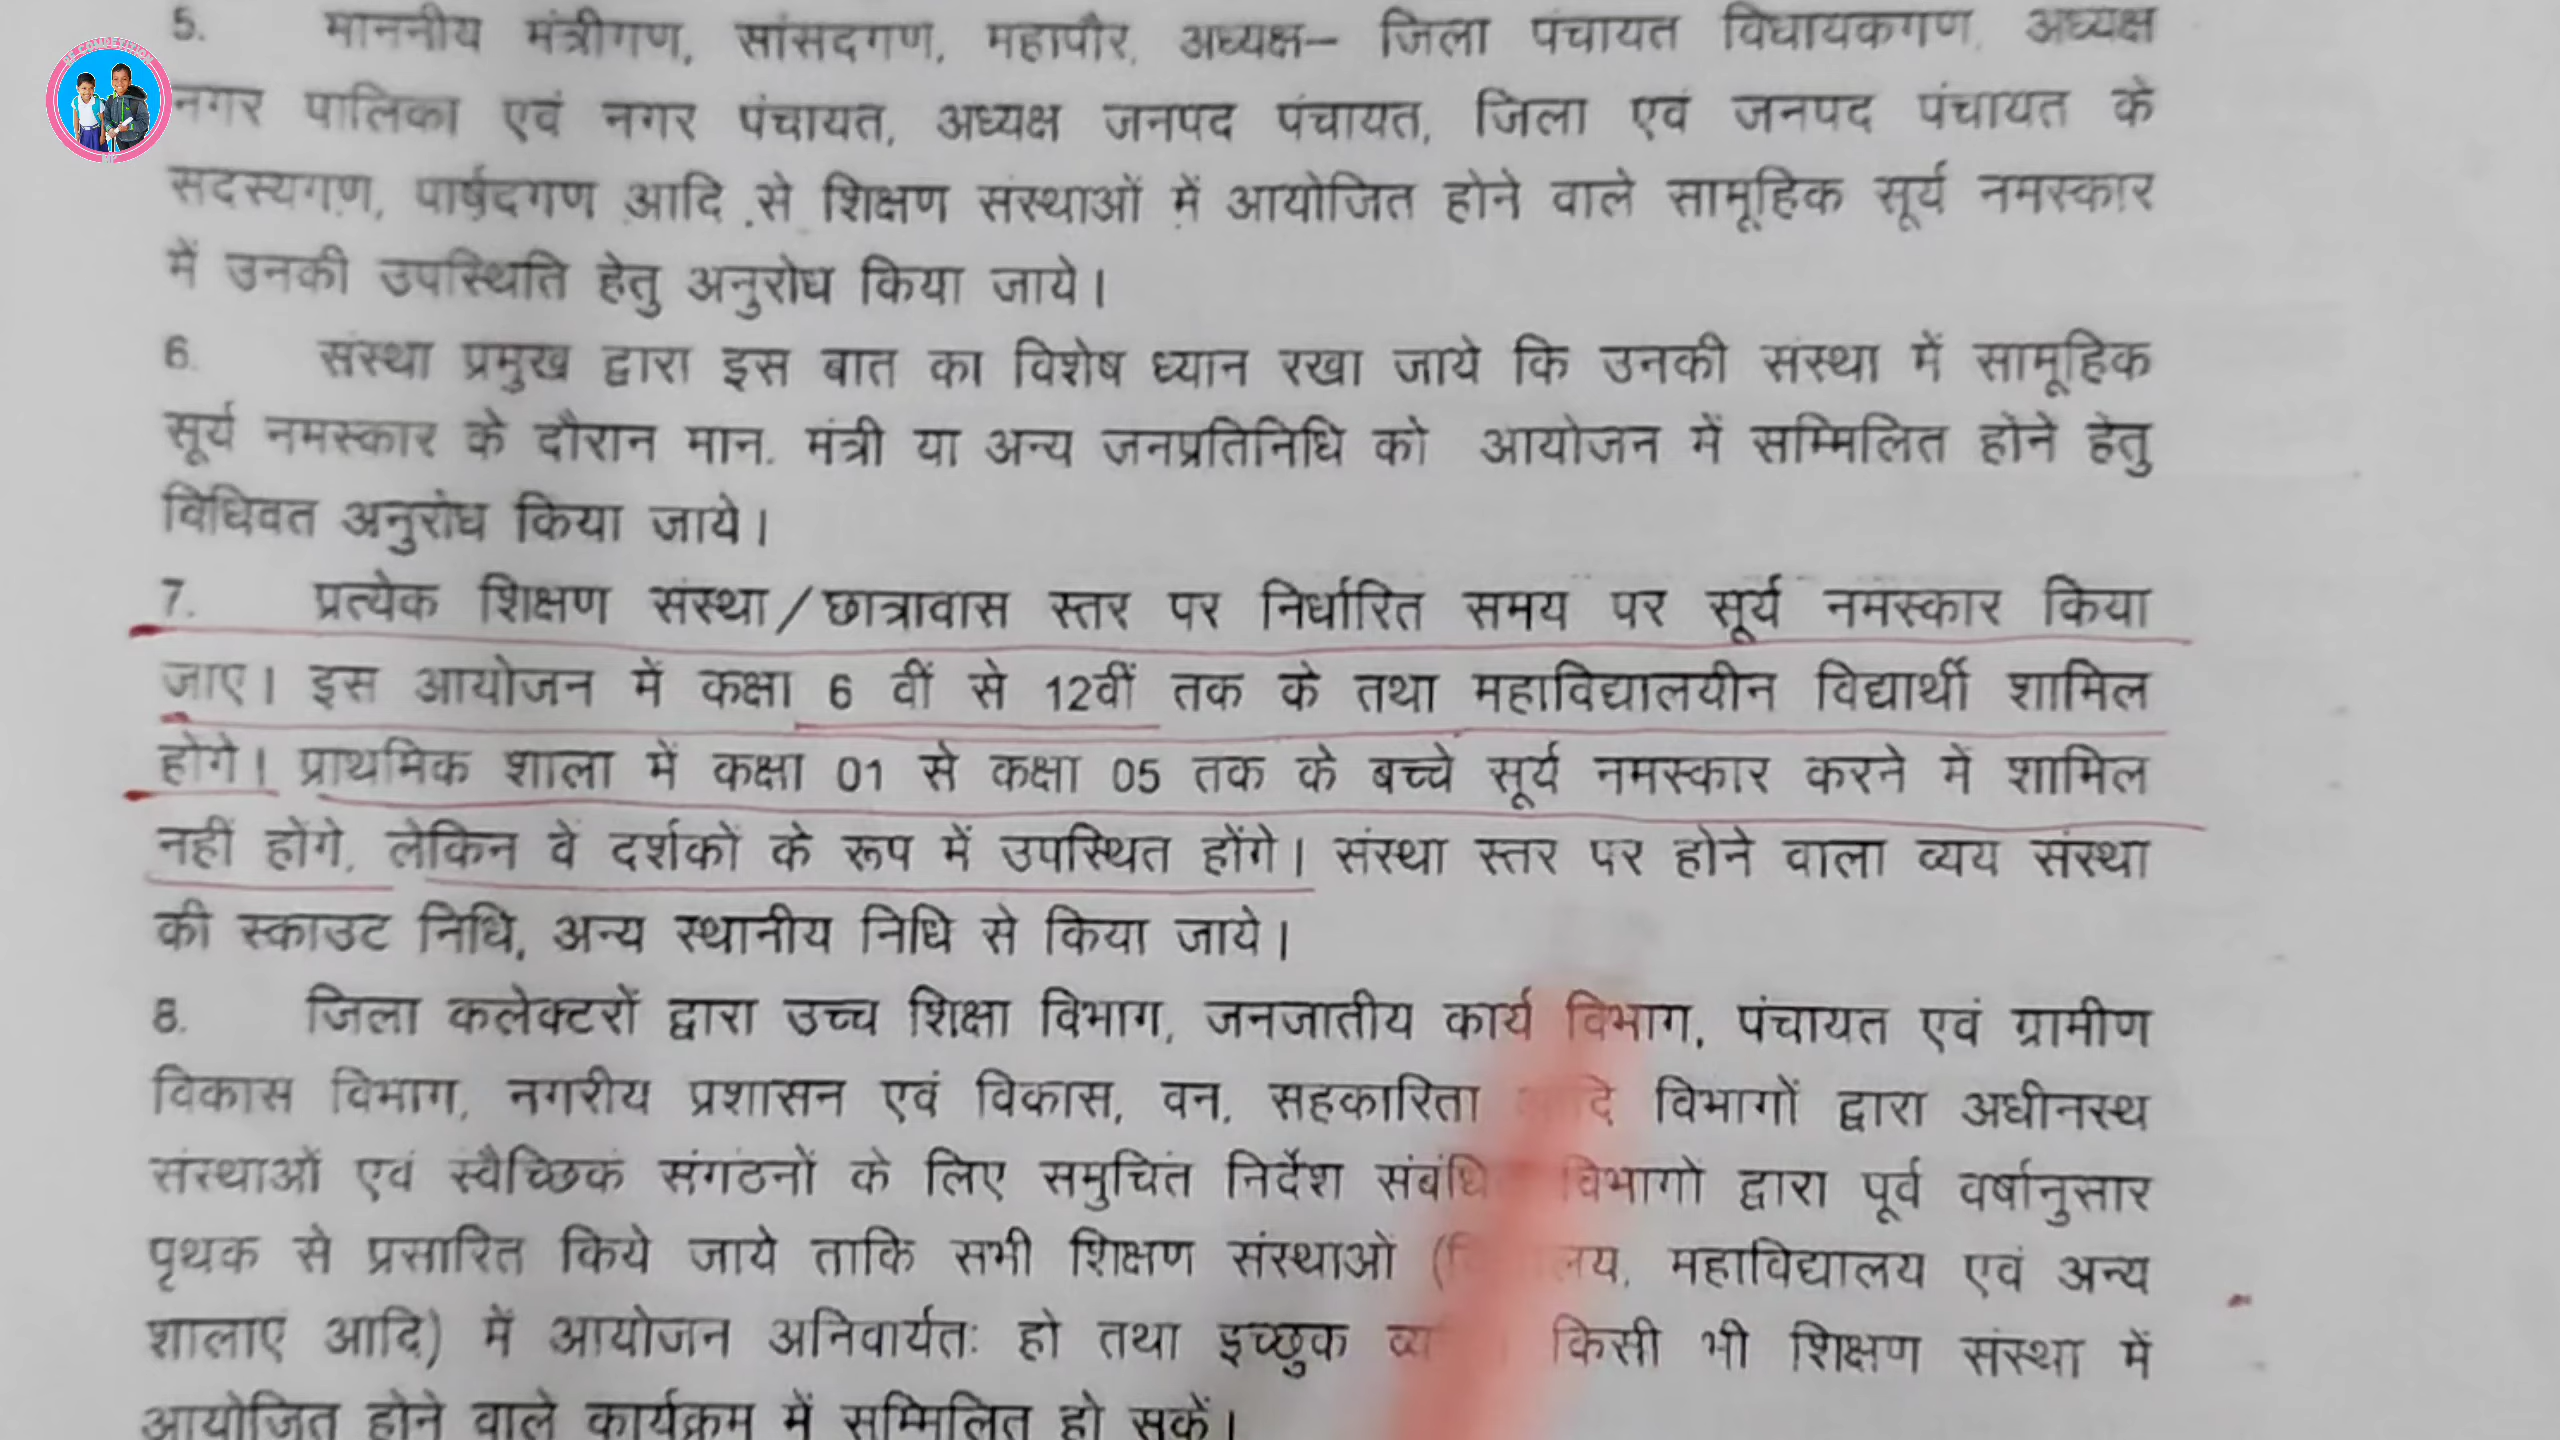 5. माननीय मंत्रीगण, सांसदगण, महापौर, अध्यक्ष– जिला पंचायत विधायकगण, अध्यक्ष
नगर पालिका एवं नगर पंचायत, अध्यक्ष जनपद पंचायत, जिला एवं जनपद पंचायत के
सदस्यगण, पार्षदगण आदि से शिक्षण संस्थाओं में आयोजित होने वाले सामूहिक सूर्य नमस्कार
में उनकी उपस्थिति हेतु अनुरोध किया जाये।
6. संस्था प्रमुख द्वारा इस बात का विशेष ध्यान रखा जाये कि उनकी संस्था में सामूहिक
सूर्य नमस्कार के दौरान मान. मंत्री या अन्य जनप्रतिनिधि को आयोजन में सम्मिलित होने हेतु
विधिवत अनुरोध किया जाये।
7. प्रत्येक शिक्षण संस्था/छात्रावास स्तर पर निर्धारित समय पर सूर्य नमस्कार किया
जाए। इस आयोजन में कक्षा 6 वीं से 12वीं तक के तथा महाविद्यालयीन विद्यार्थी शामिल
होगे। प्राथमिक शाला में कक्षा 01 से कक्षा 05 तक के बच्चे सूर्य नमस्कार करने में शामिल
नहीं होंगे, लेकिन वे दर्शकों के रूप में उपस्थित होंगे। संस्था स्तर पर होने वाला व्यय संस्था
की स्काउट निधि, अन्य स्थानीय निधि से किया जाये।
8. जिला कलेक्टरों द्वारा उच्च शिक्षा विभाग, जनजातीय कार्य विभाग, पंचायत एवं ग्रामीण
विकास विभाग, नगरीय प्रशासन एवं विकास, वन, सहकारिता विभागों द्वारा अधीनस्थ
संस्थाओं एवं स्वैच्छिक संगठनों के लिए समुचित निर्देश विभागो द्वारा पूर्व वर्षानुसार
पृथक से प्रसारित किये जाये ताकि सभी शिक्षण संस्थाओ महाविद्यालय एवं अन्य
शालाएं आदि) में आयोजन अनिवार्यतः हो तथा इच्छुक किसी भी शिक्षण संस्था में
आयोजित होने वाले कार्यक्रम में सम्मिलित हो सकें।